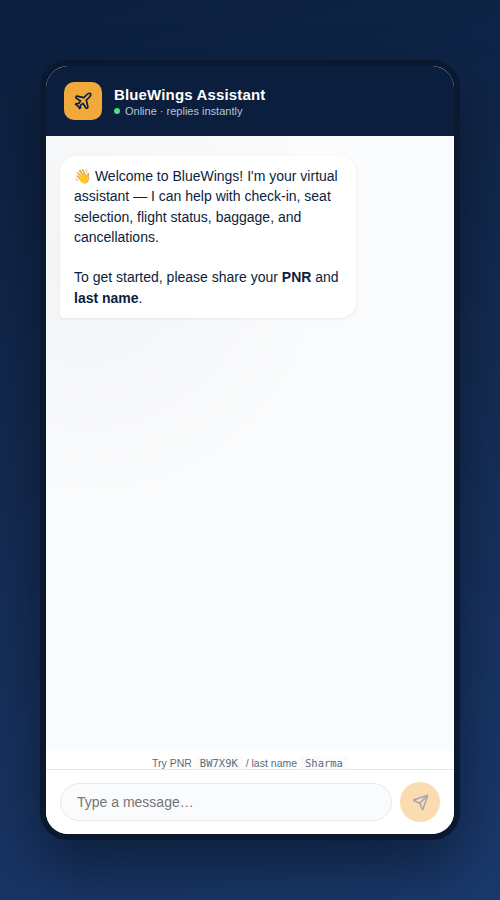 BlueWings Assistant
Online · replies instantly
👋 Welcome to BlueWings! I'm your virtual
assistant — I can help with check-in, seat
selection, flight status, baggage, and
cancellations.
To get started, please share your PNR and
last name.
Try PNR BW7X9K / last name Sharma
Type a message…